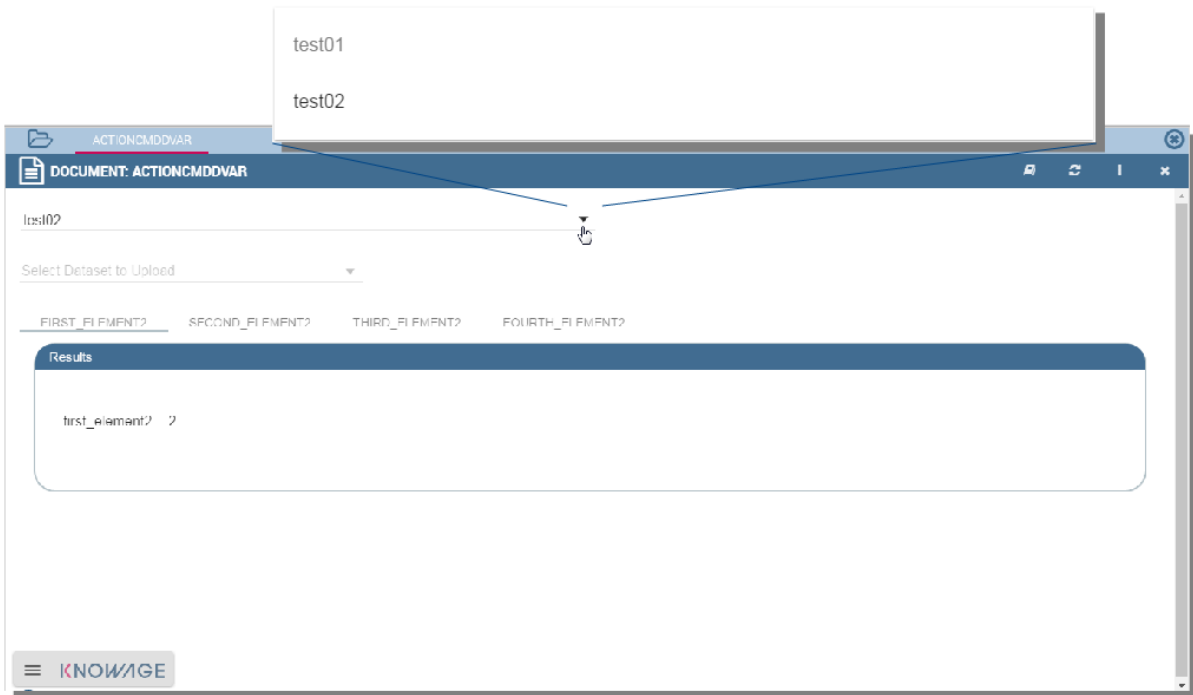 test01
test02
ACTIONCMDDVAR
DOCUMENT: ACTIONCMDDVAR
test02
Select Dataset to Upload
FIRST_ELEMENT2 SECOND_ELEMENT2 THIRD_ELEMENT2 FOURTH_ELEMENT2
Results
first_element2 2
KNOWAGE